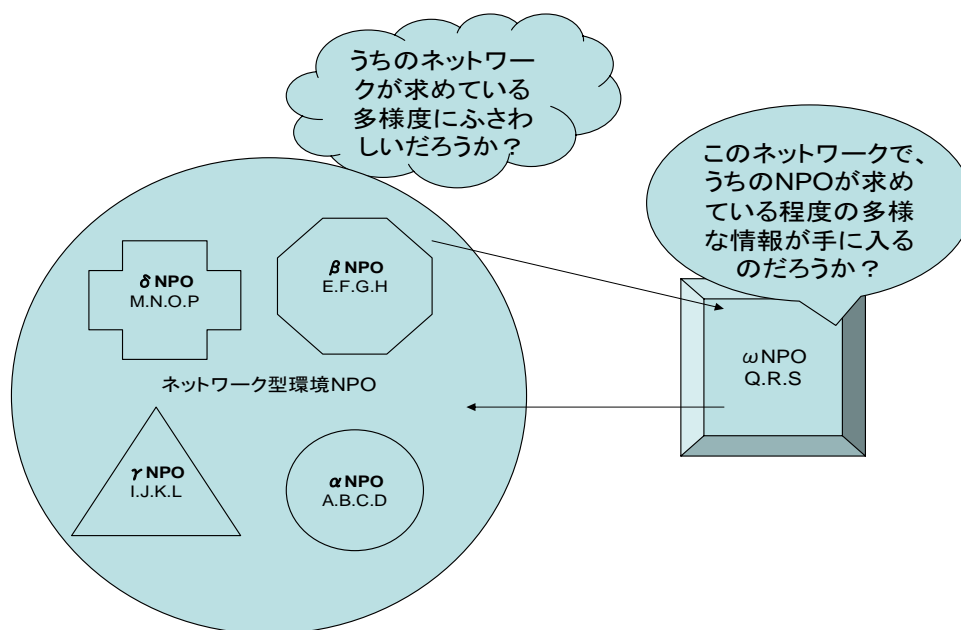 うちのネットワー
クが求めている
多様度にふさわ
しいだろうか？
このネットワークで、
うちのNPOが求め
ている程度の多様
な情報が手に入る
のだろうか？
δ NPO
M.N.O.P
β NPO
E.F.G.H
ωNPO
Q.R.S
ネットワーク型環境NPO
γ NPO
I.J.K.L
α NPO
A.B.C.D